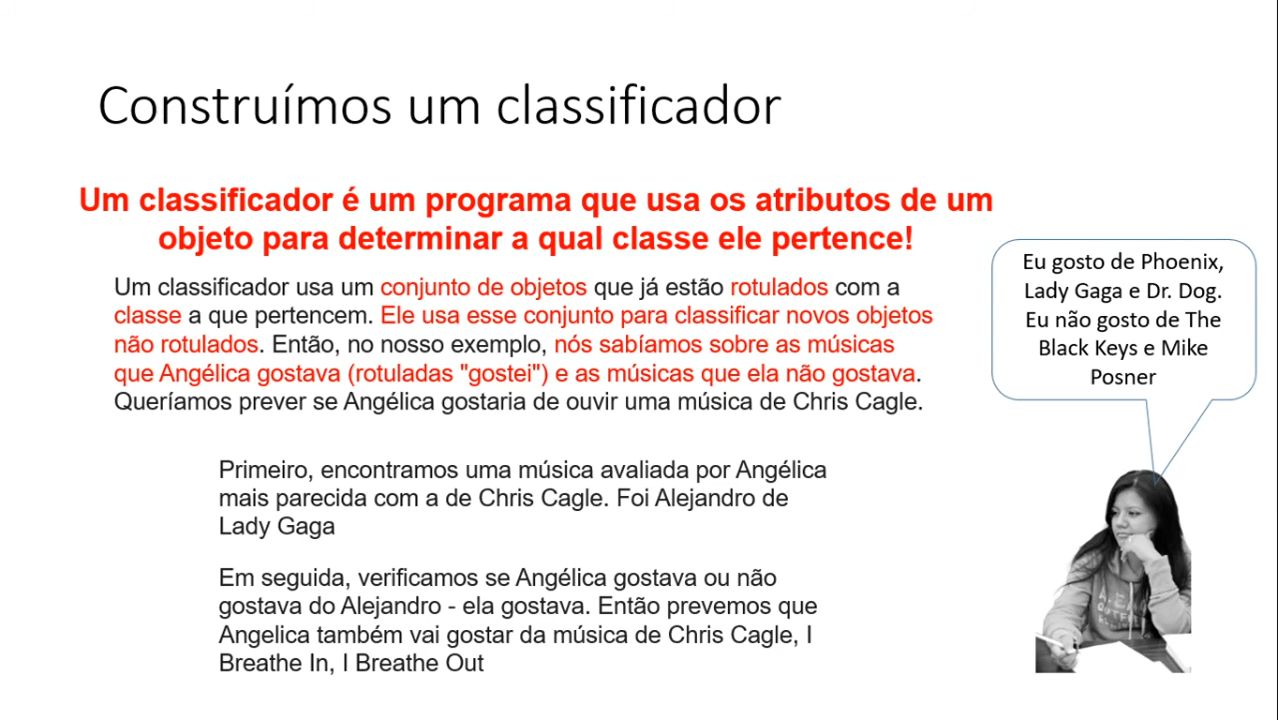 Construímos um classificador
Um classificador é um programa que usa os atributos de um
objeto para determinar a qual classe ele pertence!
Um classificador usa um conjunto de objetos que já estão rotulados com a
classe a que pertencem. Ele usa esse conjunto para classificar novos objetos
não rotulados. Então, no nosso exemplo, nós sabíamos sobre as músicas
que Angélica gostava (rotuladas "gostei") e as músicas que ela não gostava.
Queríamos prever se Angélica gostaria de ouvir uma música de Chris Cagle.
Primeiro, encontramos uma música avaliada por Angélica
mais parecida com a de Chris Cagle. Foi Alejandro de
Lady Gaga
Em seguida, verificamos se Angélica gostava ou não
gostava do Alejandro - ela gostava. Então prevemos que
Angelica também vai gostar da música de Chris Cagle, I
Breathe In, I Breathe Out
Eu gosto de Phoenix,
Lady Gaga e Dr. Dog.
Eu não gosto de The
Black Keys e Mike
Posner